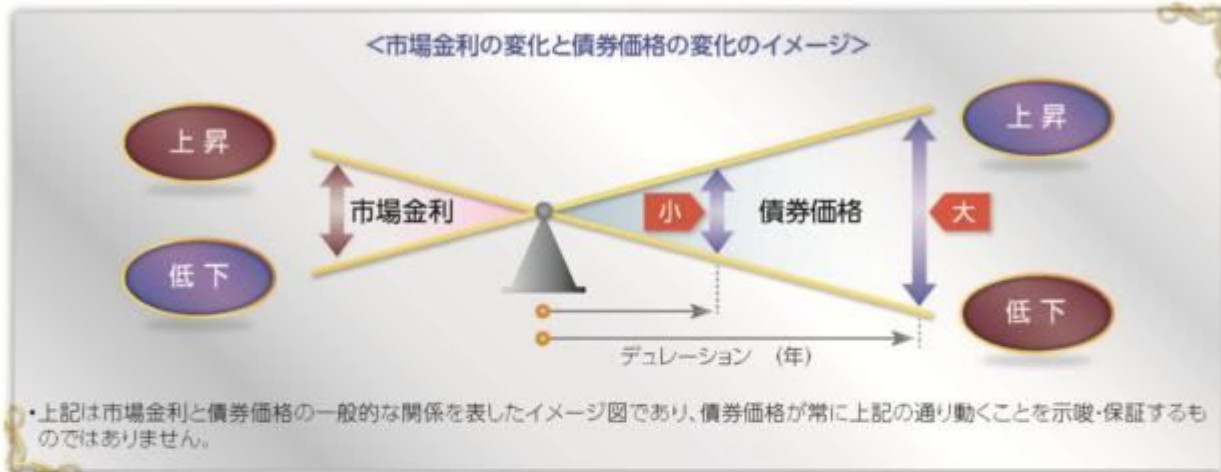 <市場金利の変化と債券価格の変化のイメージ>
上昇
上昇
市場金利
小
債券価格
大
低下
低下
デュレーション (年)
・上記は市場金利と債券価格の一般的な関係を表したイメージ図であり、債券価格が常に上記の通り動くことを示唆・保証するも
のではありません。